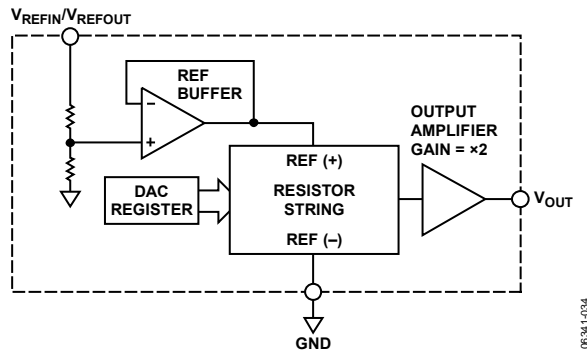 VREFIN/VREFOUT
REF
BUFFER
−
+
OUTPUT
AMPLIFIER
GAIN = ×2
DAC
REGISTER
REF (+)
RESISTOR
STRING
REF (–)
VOUT
GND
06341-034